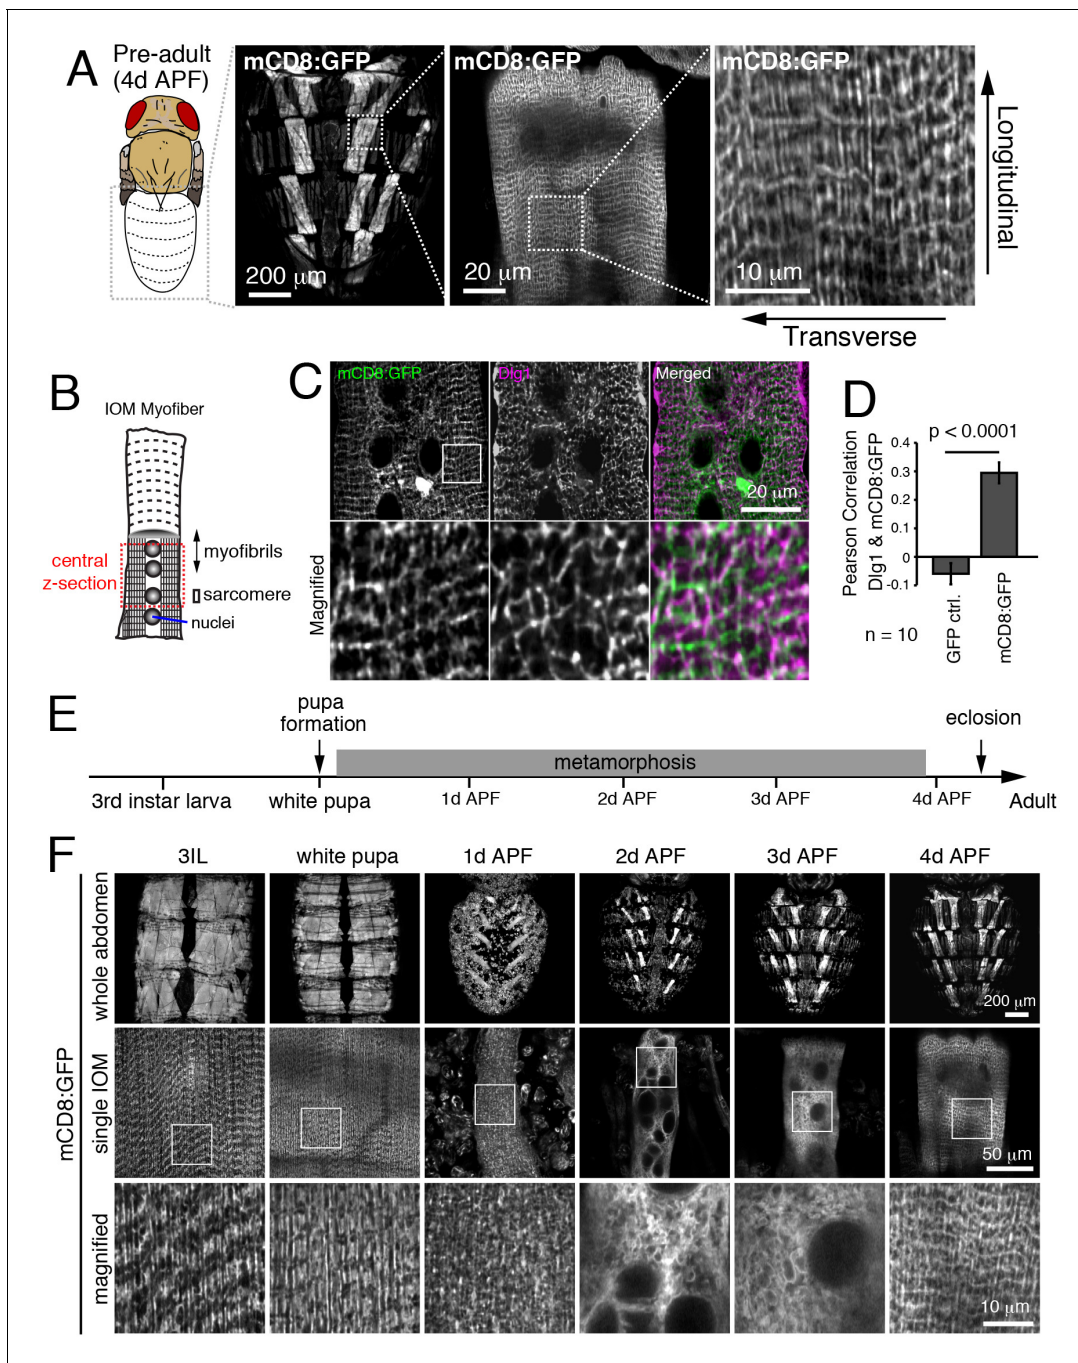 A
Pre-adult
(4d APF)
mCD8:GFP
mCD8:GFP
mCD8:GFP
200 μm
20 μm
10 μm
Longitudinal
Transverse
B
IOM Myofiber
central
z-section
myofibrils
sarcomere
nuclei
C
mCD8:GFP
Dlg1
Merged
20 μm
Magnified
D
p < 0.0001
Pearson Correlation
Dlg1 & mCD8:GFP
0.4
0.3
0.2
0.1
0
-0.1
GFP ctrl.
mCD8:GFP
n = 10
E
pupa
formation
eclosion
metamorphosis
3rd instar larva
white pupa
1d APF
2d APF
3d APF
4d APF
Adult
F
3IL
white pupa
1d APF
2d APF
3d APF
4d APF
mCD8:GFP
whole abdomen
200 μm
single IOM
50 μm
magnified
10 μm